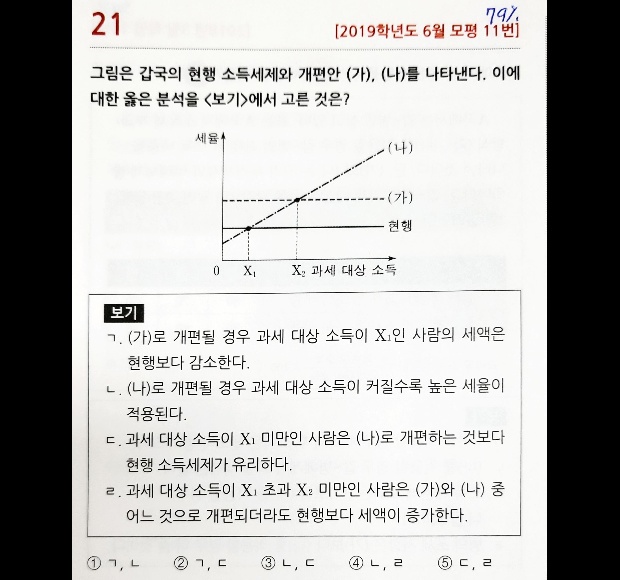 21
79%
[2019학년도 6월 모평 11번]
그림은 갑국의 현행 소득세제와 개편안 (가), (나)를 나타낸다. 이에
대한 옳은 분석을 <보기>에서 고른 것은?
세율
(나)
(가)
현행
0 X₁ X₂ 과세 대상 소득
보기
ㄱ. (가)로 개편될 경우 과세 대상 소득이 X₁인 사람의 세액은
현행보다 감소한다.
ㄴ. (나)로 개편될 경우 과세 대상 소득이 커질수록 높은 세율이
적용된다.
ㄷ. 과세 대상 소득이 X₁ 미만인 사람은 (나)로 개편하는 것보다
현행 소득세제가 유리하다.
ㄹ. 과세 대상 소득이 X₁ 초과 X₂ 미만인 사람은 (가)와 (나) 중
어느 것으로 개편되더라도 현행보다 세액이 증가한다.
① ㄱ, ㄴ ② ㄱ, ㄷ ③ ㄴ, ㄷ ④ ㄴ, ㄹ ⑤ ㄷ, ㄹ